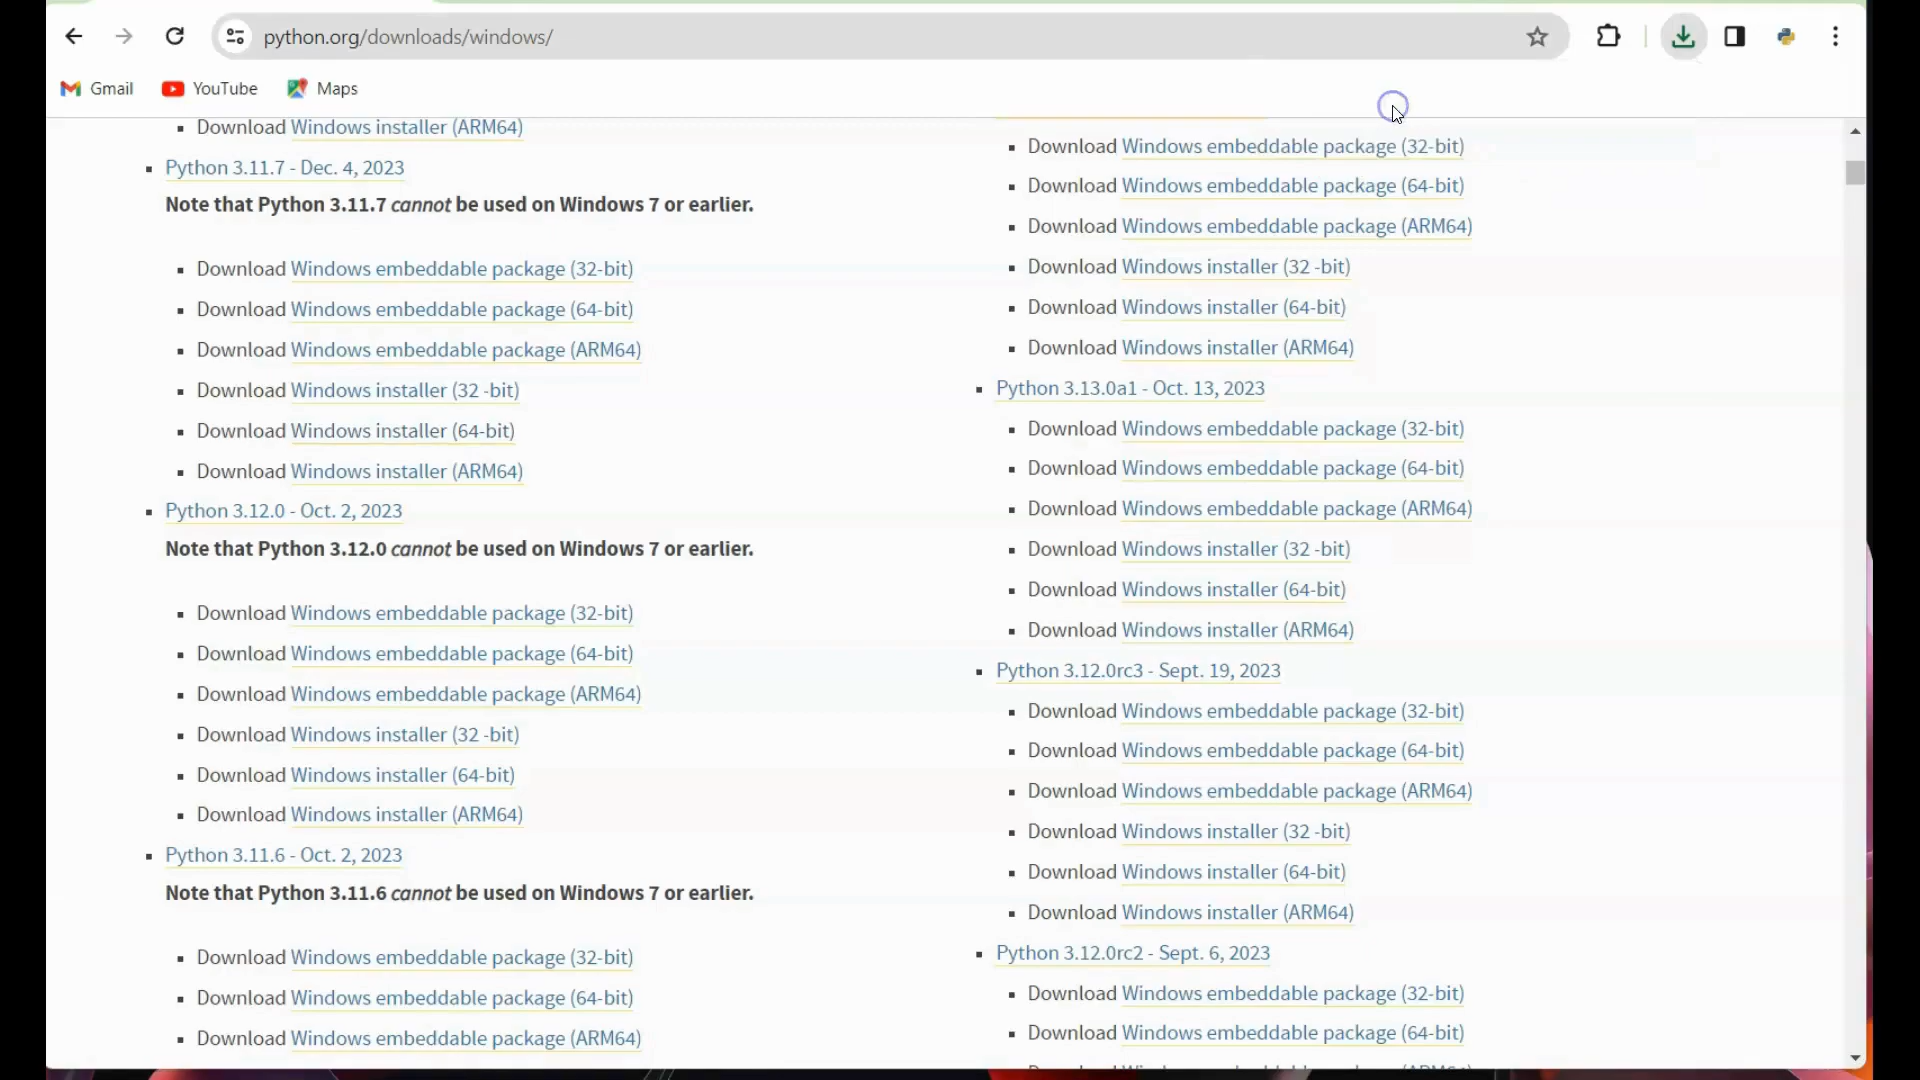 python.org/downloads/windows/
Gmail
YouTube
Maps
Download Windows installer (ARM64)
Python 3.11.7 - Dec. 4, 2023
Note that Python 3.11.7 cannot be used on Windows 7 or earlier.
Download Windows embeddable package (32-bit)
Download Windows embeddable package (64-bit)
Download Windows embeddable package (ARM64)
Download Windows installer (32 -bit)
Download Windows installer (64-bit)
Download Windows installer (ARM64)
Python 3.12.0 - Oct. 2, 2023
Note that Python 3.12.0 cannot be used on Windows 7 or earlier.
Download Windows embeddable package (32-bit)
Download Windows embeddable package (64-bit)
Download Windows embeddable package (ARM64)
Download Windows installer (32 -bit)
Download Windows installer (64-bit)
Download Windows installer (ARM64)
Python 3.11.6 - Oct. 2, 2023
Note that Python 3.11.6 cannot be used on Windows 7 or earlier.
Download Windows embeddable package (32-bit)
Download Windows embeddable package (64-bit)
Download Windows embeddable package (ARM64)
Download Windows embeddable package (32-bit)
Download Windows embeddable package (64-bit)
Download Windows embeddable package (ARM64)
Download Windows installer (32 -bit)
Download Windows installer (64-bit)
Download Windows installer (ARM64)
Python 3.13.0a1 - Oct. 13, 2023
Download Windows embeddable package (32-bit)
Download Windows embeddable package (64-bit)
Download Windows embeddable package (ARM64)
Download Windows installer (32 -bit)
Download Windows installer (64-bit)
Download Windows installer (ARM64)
Python 3.12.0rc3 - Sept. 19, 2023
Download Windows embeddable package (32-bit)
Download Windows embeddable package (64-bit)
Download Windows embeddable package (ARM64)
Download Windows installer (32 -bit)
Download Windows installer (64-bit)
Download Windows installer (ARM64)
Python 3.12.0rc2 - Sept. 6, 2023
Download Windows embeddable package (32-bit)
Download Windows embeddable package (64-bit)